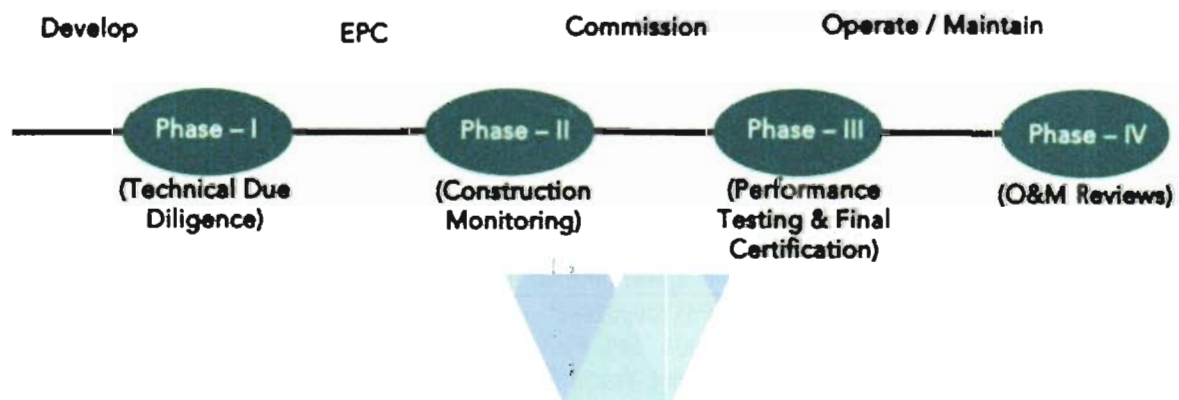 Develop
EPC
Commission
Operate / Maintain
Phase – I
Phase – II
Phase – III
Phase – IV
(Technical Due
Diligence)
(Construction
Monitoring)
(Performance
Testing & Final
Certification)
(O&M Reviews)